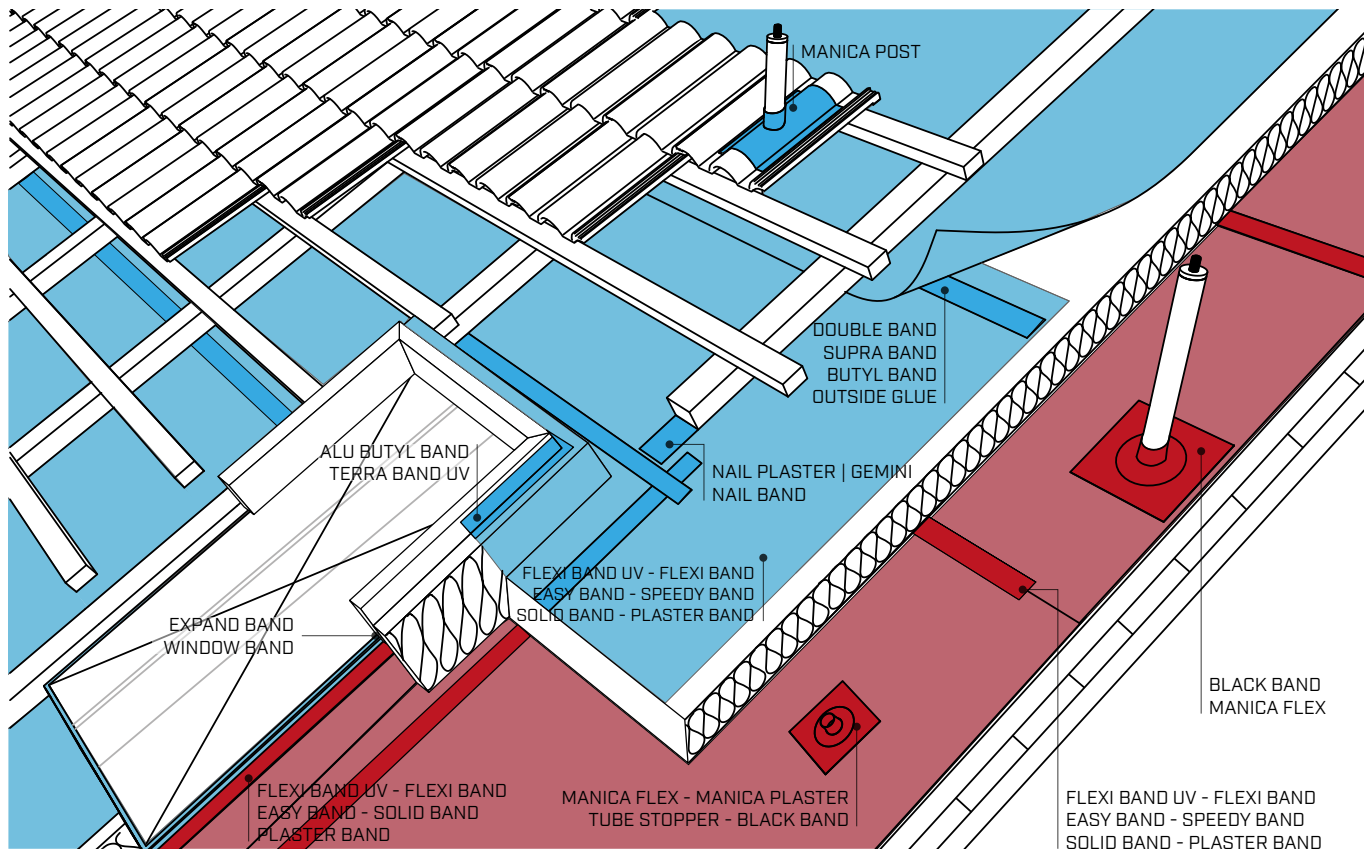 MANICA POST
DOUBLE BAND
SUPRA BAND
BUTYL BAND
OUTSIDE GLUE
ALU BUTYL BAND
TERRA BAND UV
NAIL PLASTER | GEMINI
NAIL BAND
FLEXI BAND UV - FLEXI BAND
EASY BAND - SPEEDY BAND
SOLID BAND - PLASTER BAND
EXPAND BAND
WINDOW BAND
BLACK BAND
MANICA FLEX
FLEXI BAND UV - FLEXI BAND
EASY BAND - SOLID BAND
PLASTER BAND
MANICA FLEX - MANICA PLASTER
TUBE STOPPER - BLACK BAND
FLEXI BAND UV - FLEXI BAND
EASY BAND - SPEEDY BAND
SOLID BAND - PLASTER BAND